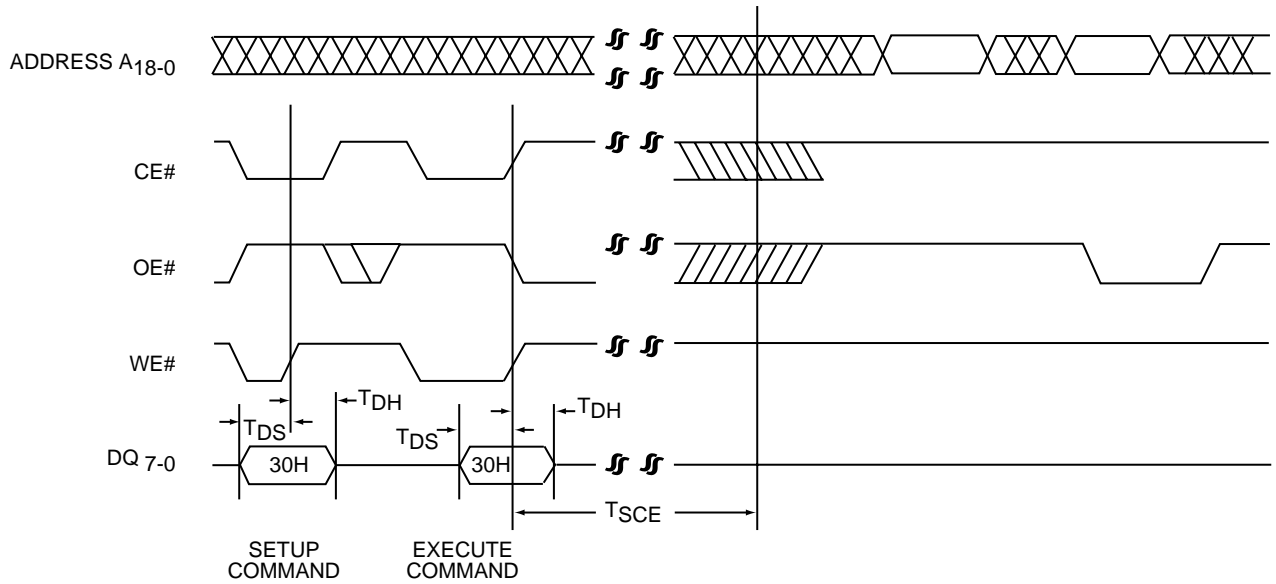 ADDRESS A18-0
CE#
OE#
WE#
TDH
TDS
TDH
TDS
DQ 7-0
30H
30H
TSCE
SETUP
COMMAND
EXECUTE
COMMAND